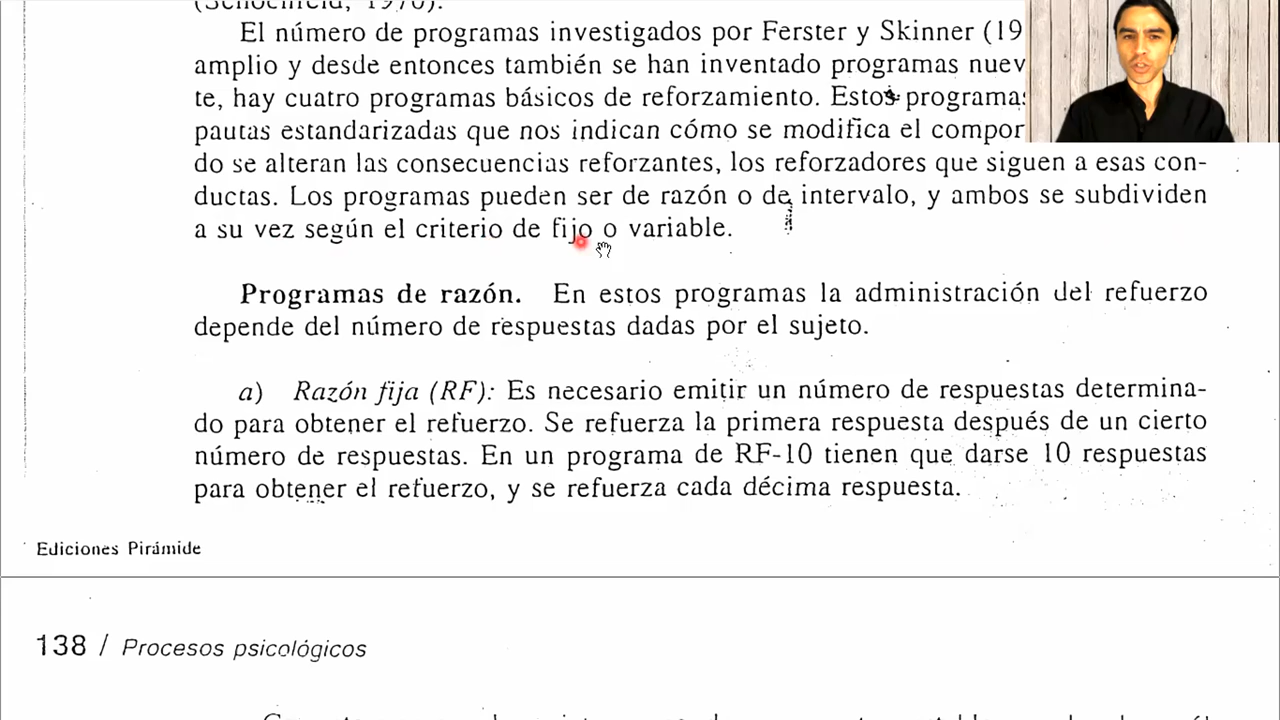 El número de programas investigados por Ferster y Skinner (19
amplio y desde entonces también se han inventado programas nuev
te, hay cuatro programas básicos de reforzamiento. Estos programas
pautas estandarizadas que nos indican cómo se modifica el compor
do se alteran las consecuencias reforzantes, los reforzadores que siguen a esas con-
ductas. Los programas pueden ser de razón o de intervalo, y ambos se subdividen
a su vez según el criterio de fijo o variable.
Programas de razón. En estos programas la administración del refuerzo
depende del número de respuestas dadas por el sujeto.
a) Razón fija (RF): Es necesario emitir un número de respuestas determina-
do para obtener el refuerzo. Se refuerza la primera respuesta después de un cierto
número de respuestas. En un programa de RF-10 tienen que darse 10 respuestas
para obtener el refuerzo, y se refuerza cada décima respuesta.
Ediciones Pirámide
138 / Procesos psicológicos